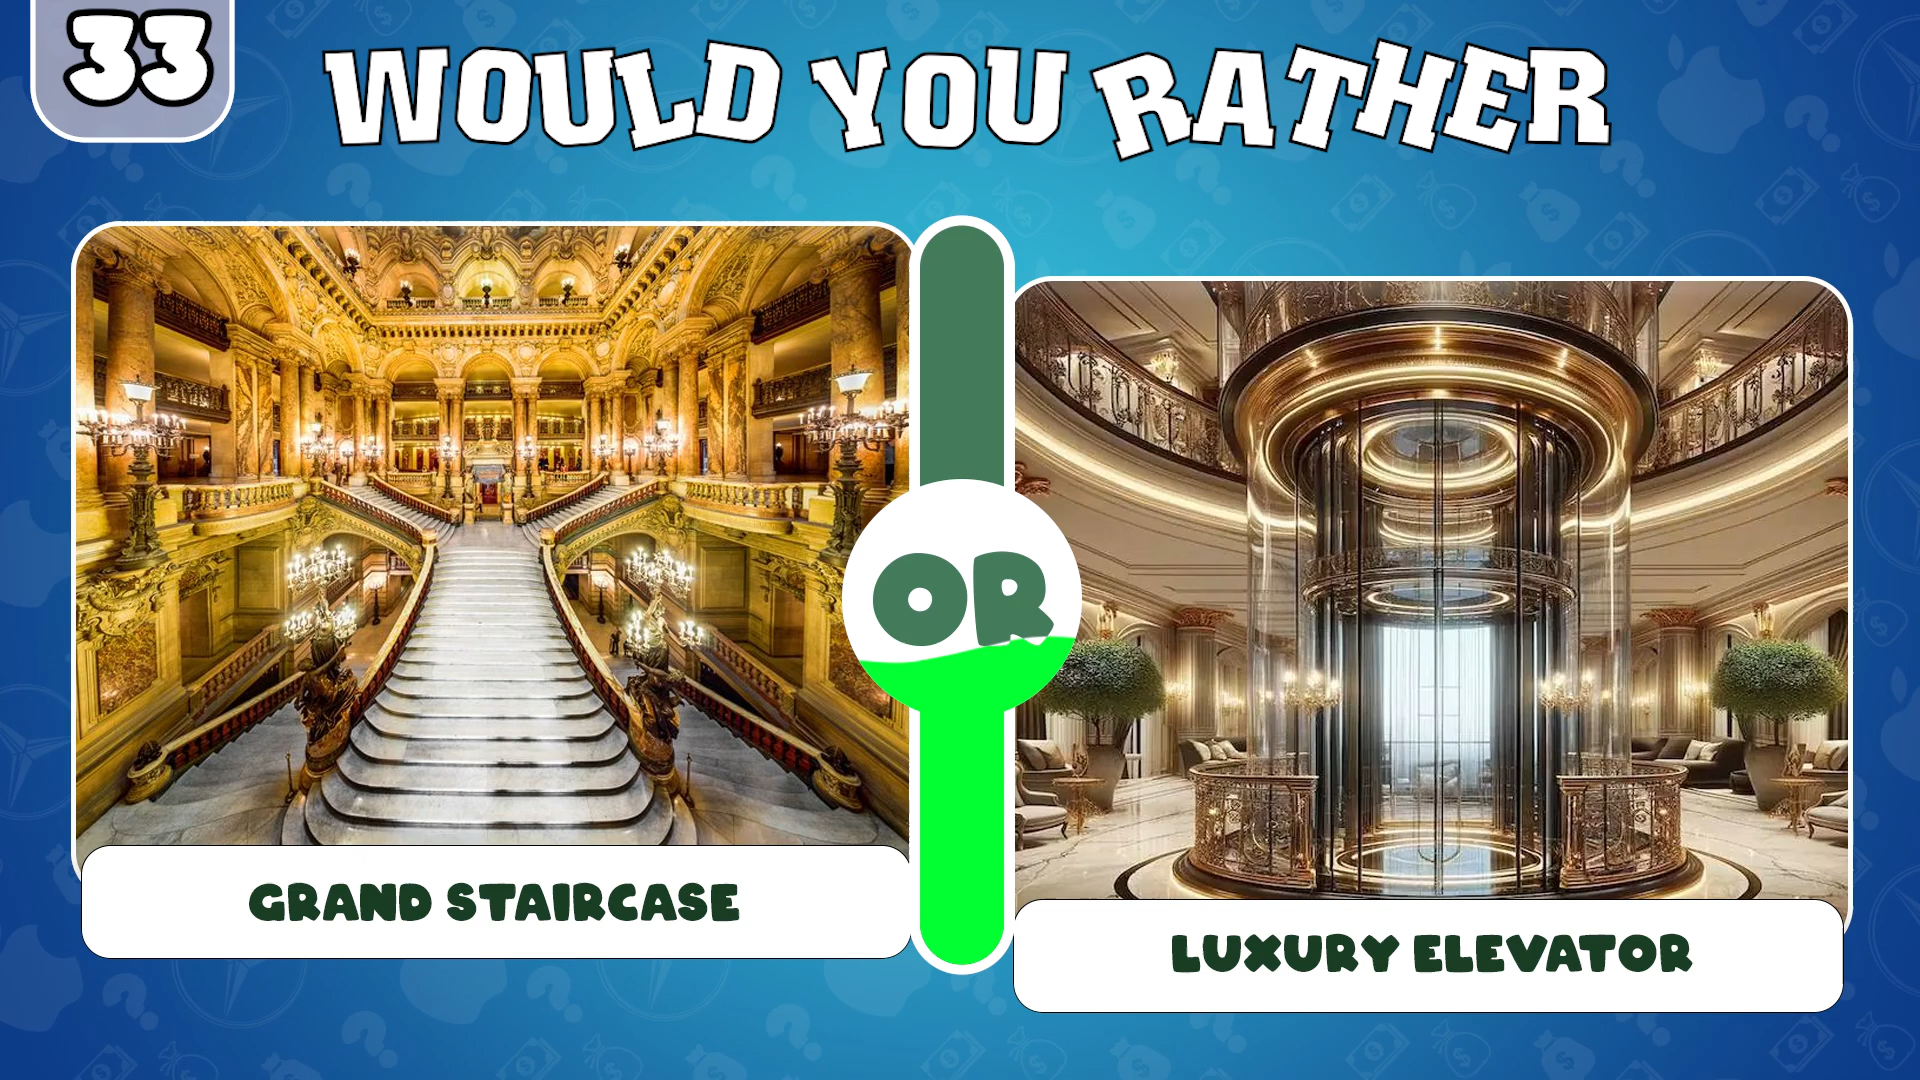 33
WOULD YOU RATHER
OR
GRAND STAIRCASE
LUXURY ELEVATOR